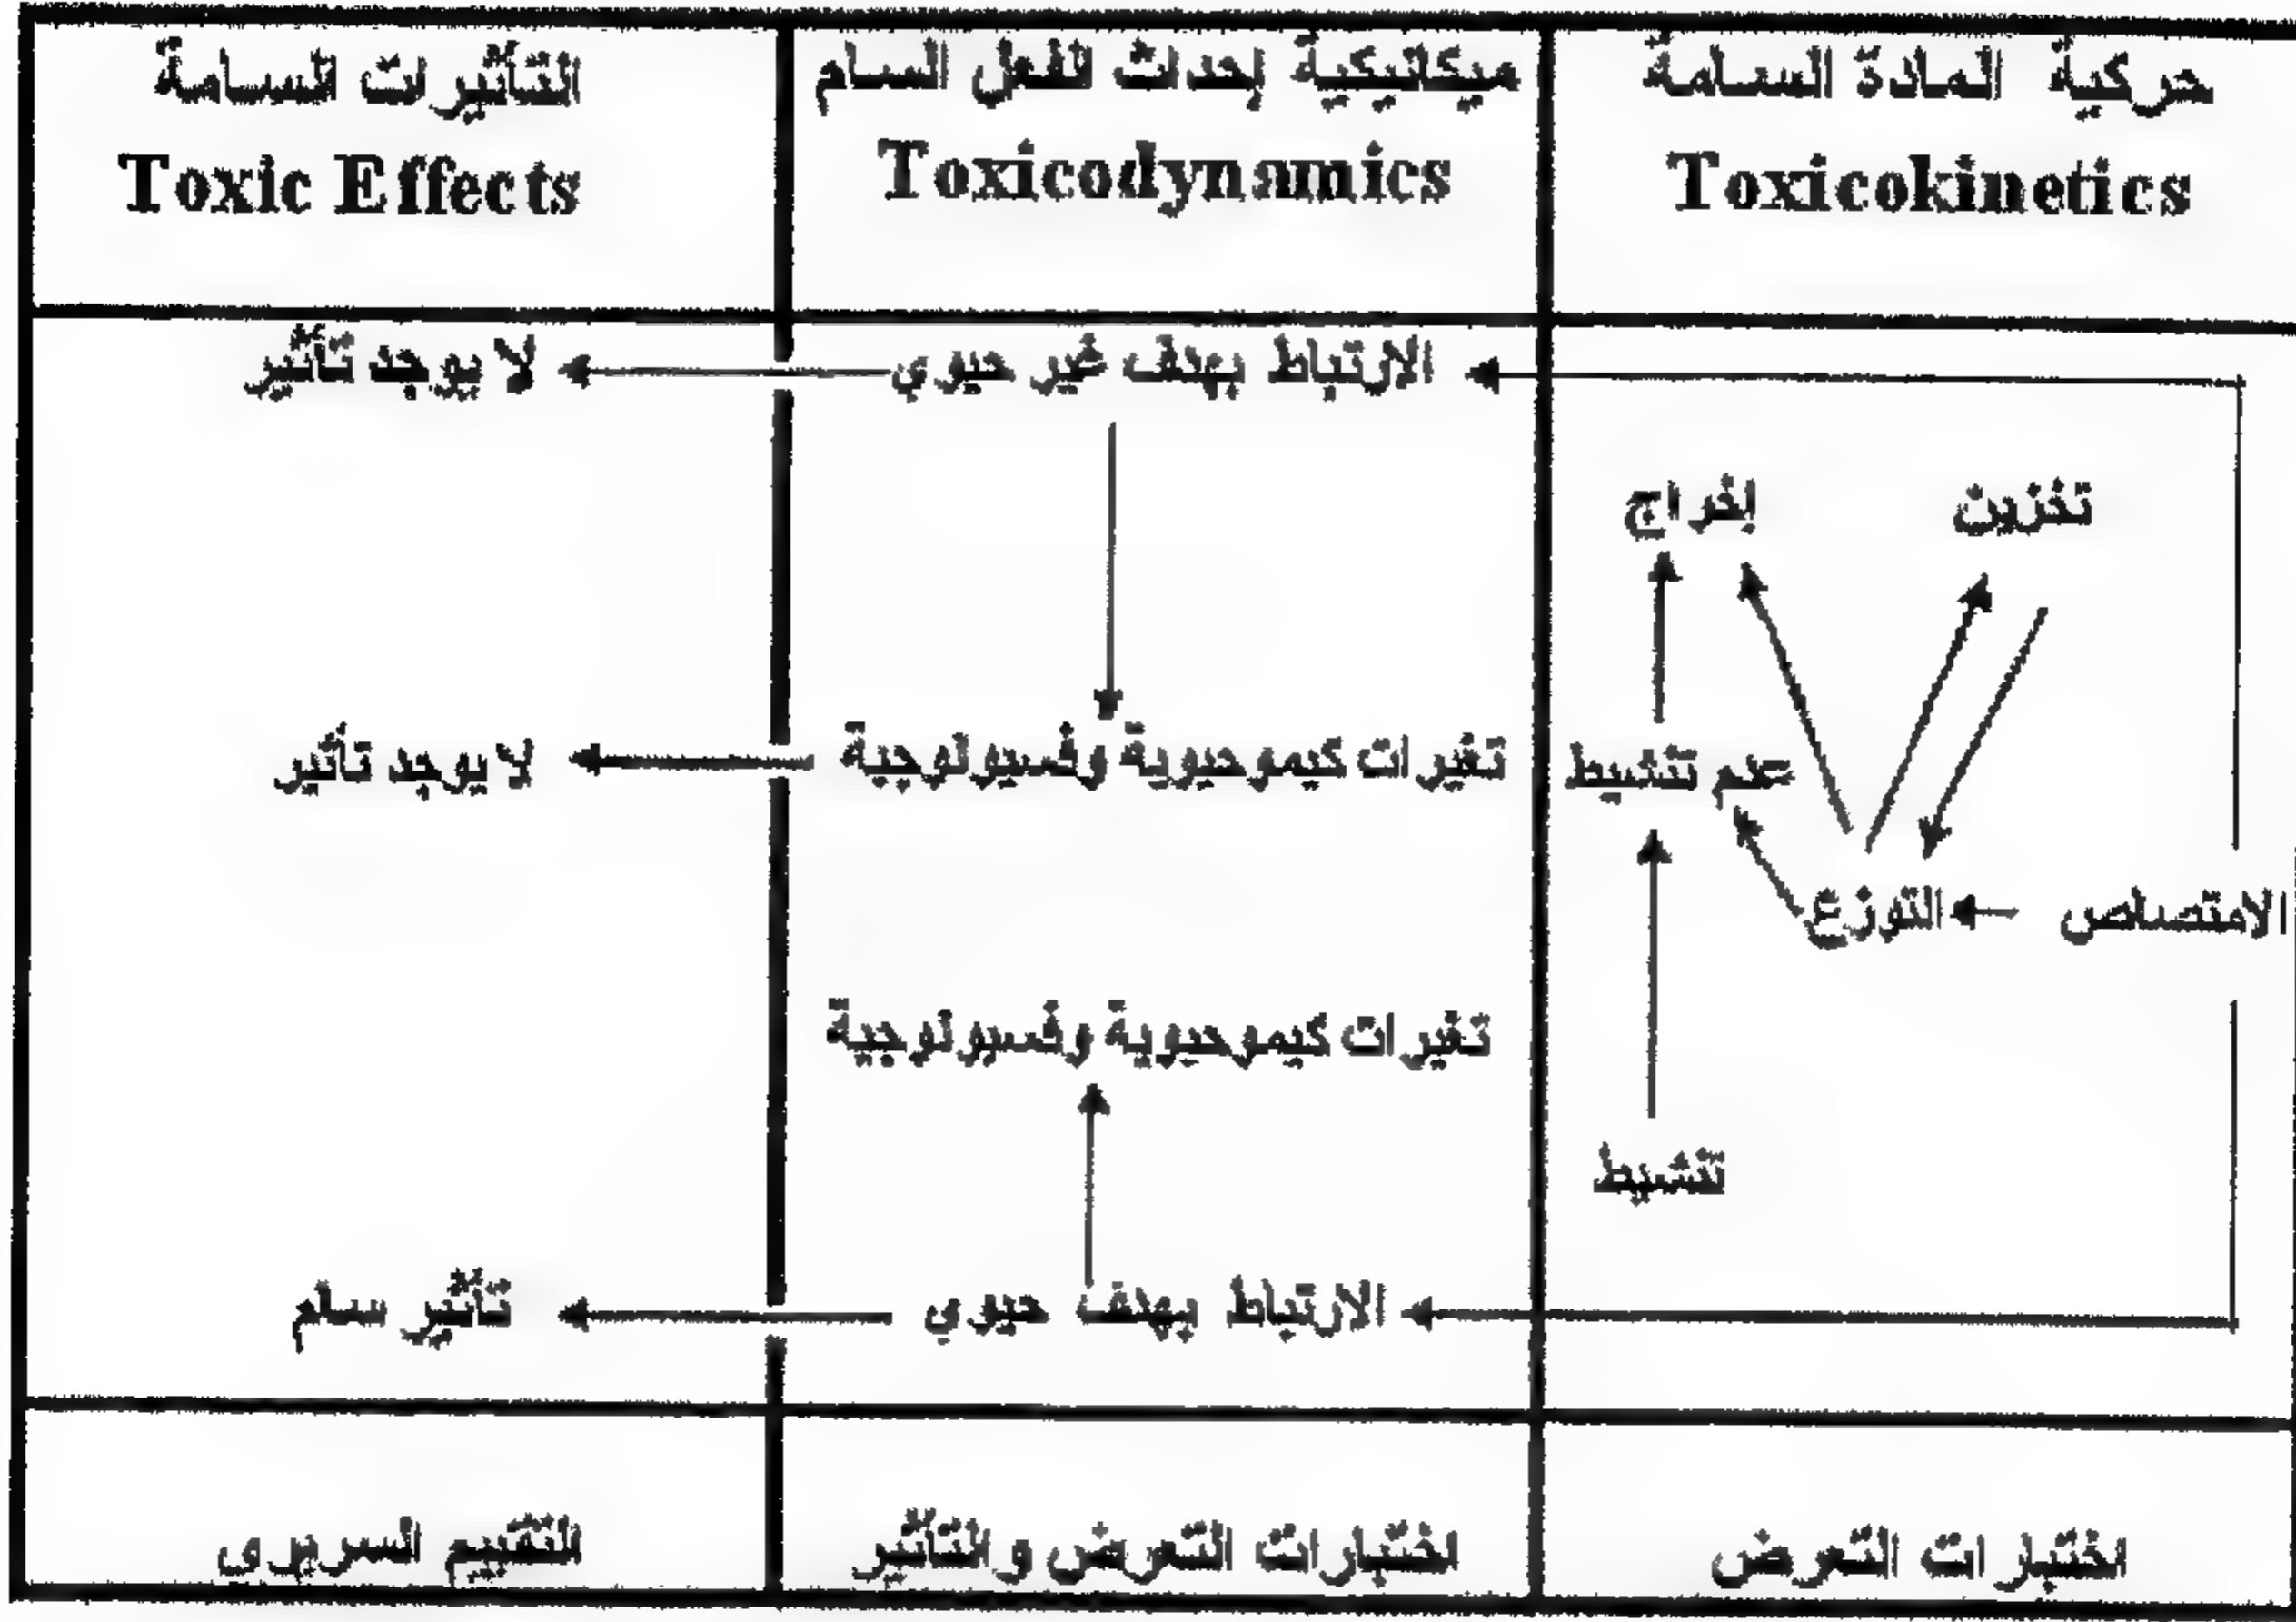 حركية المادة السامة
Toxicokinetics
ميكانيكية إحداث الفعل السام
Toxicodynamics
التأثيرات السامة
Toxic Effects
الارتباط بهدف غير حيوي
لا يوجد تأثير
تخزين
إخراج
عدم تنشيط
تغيرات كيموحيوية وفسيولوجية
لا يوجد تأثير
الامتصاص
التوزع
تغيرات كيموحيوية وفسيولوجية
تنشيط
الارتباط بهدف حيوي
تأثير سام
اختبارات التعرض
اختبارات التعرض والتأثير
التقييم السريرى